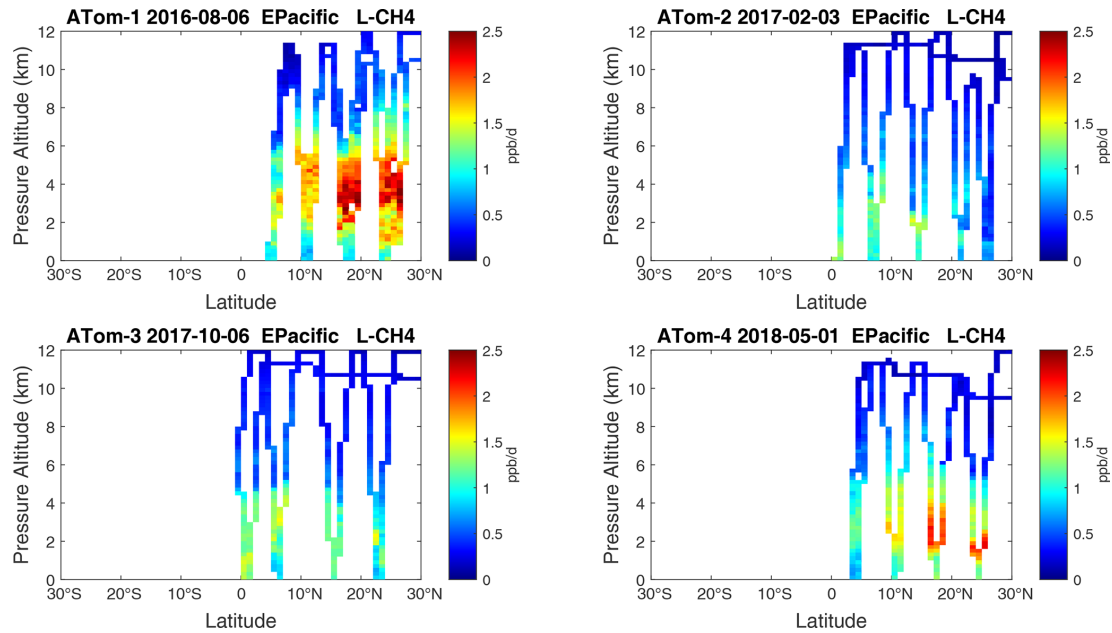 ATom-1 2016-08-06 EPacific L-CH4
12
10
8
6
4
2
0
Pressure Altitude (km)
30°S 20°S 10°S 0 10°N 20°N 30°N
Latitude
2.5
2
1.5
1
0.5
0
ppb/d
ATom-2 2017-02-03 EPacific L-CH4
12
10
8
6
4
2
0
Pressure Altitude (km)
30°S 20°S 10°S 0 10°N 20°N 30°N
Latitude
2.5
2
1.5
1
0.5
0
ppb/d
ATom-3 2017-10-06 EPacific L-CH4
12
10
8
6
4
2
0
Pressure Altitude (km)
30°S 20°S 10°S 0 10°N 20°N 30°N
Latitude
2.5
2
1.5
1
0.5
0
ppb/d
ATom-4 2018-05-01 EPacific L-CH4
12
10
8
6
4
2
0
Pressure Altitude (km)
30°S 20°S 10°S 0 10°N 20°N 30°N
Latitude
2.5
2
1.5
1
0.5
0
ppb/d